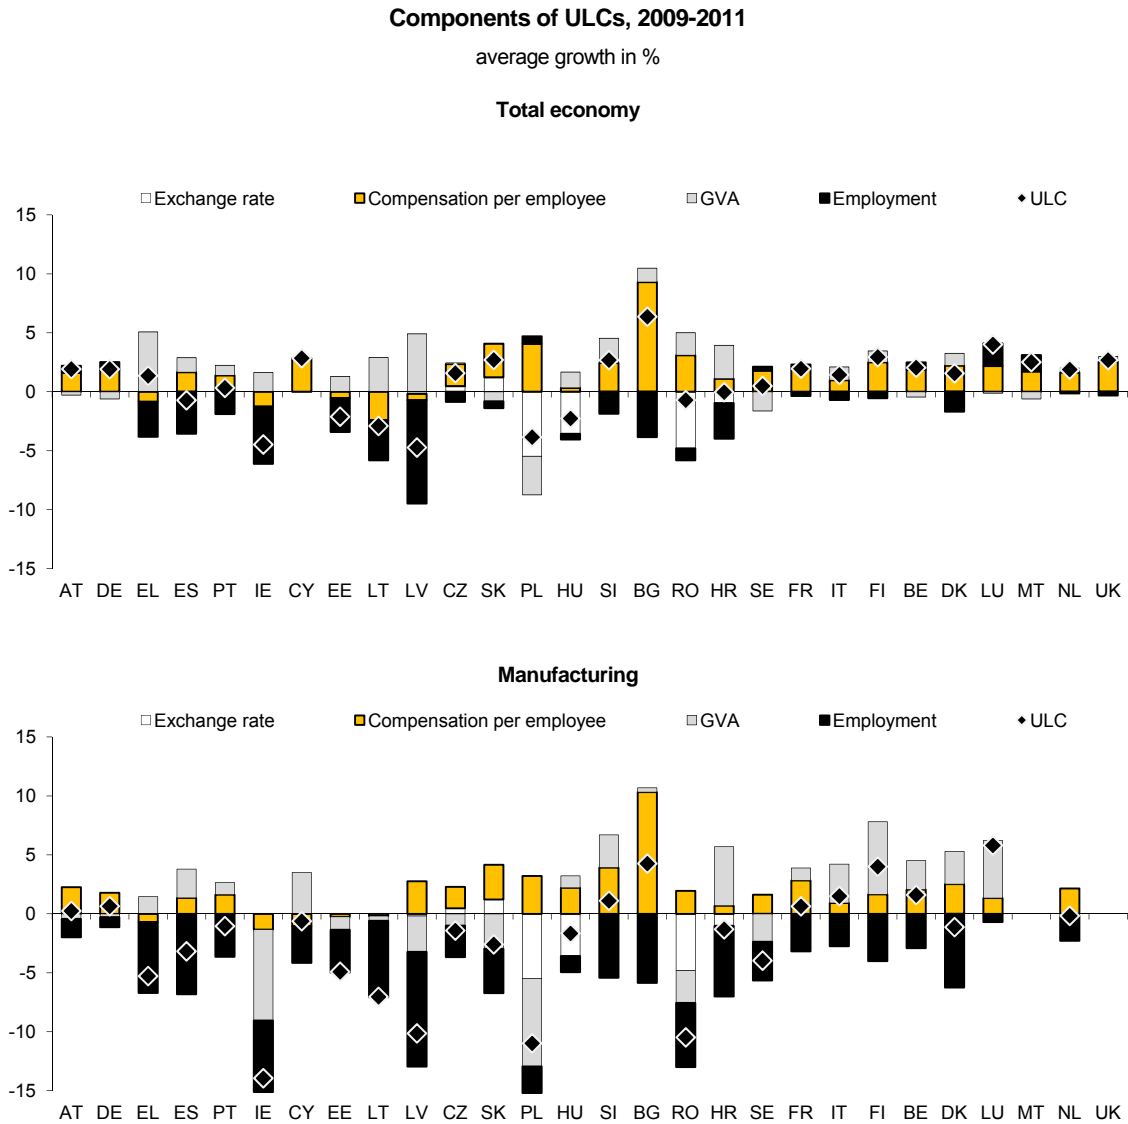 Components of ULCs, 2009-2011
average growth in %
Total economy
Exchange rate Compensation per employee GVA Employment ULC
15
10
5
0
-5
-10
-15
AT DE EL ES PT IE CY EE LT LV CZ SK PL HU SI BG RO HR SE FR IT FI BE DK LU MT NL UK
Manufacturing
Exchange rate Compensation per employee GVA Employment ULC
15
10
5
0
-5
-10
-15
AT DE EL ES PT IE CY EE LT LV CZ SK PL HU SI BG RO HR SE FR IT FI BE DK LU MT NL UK